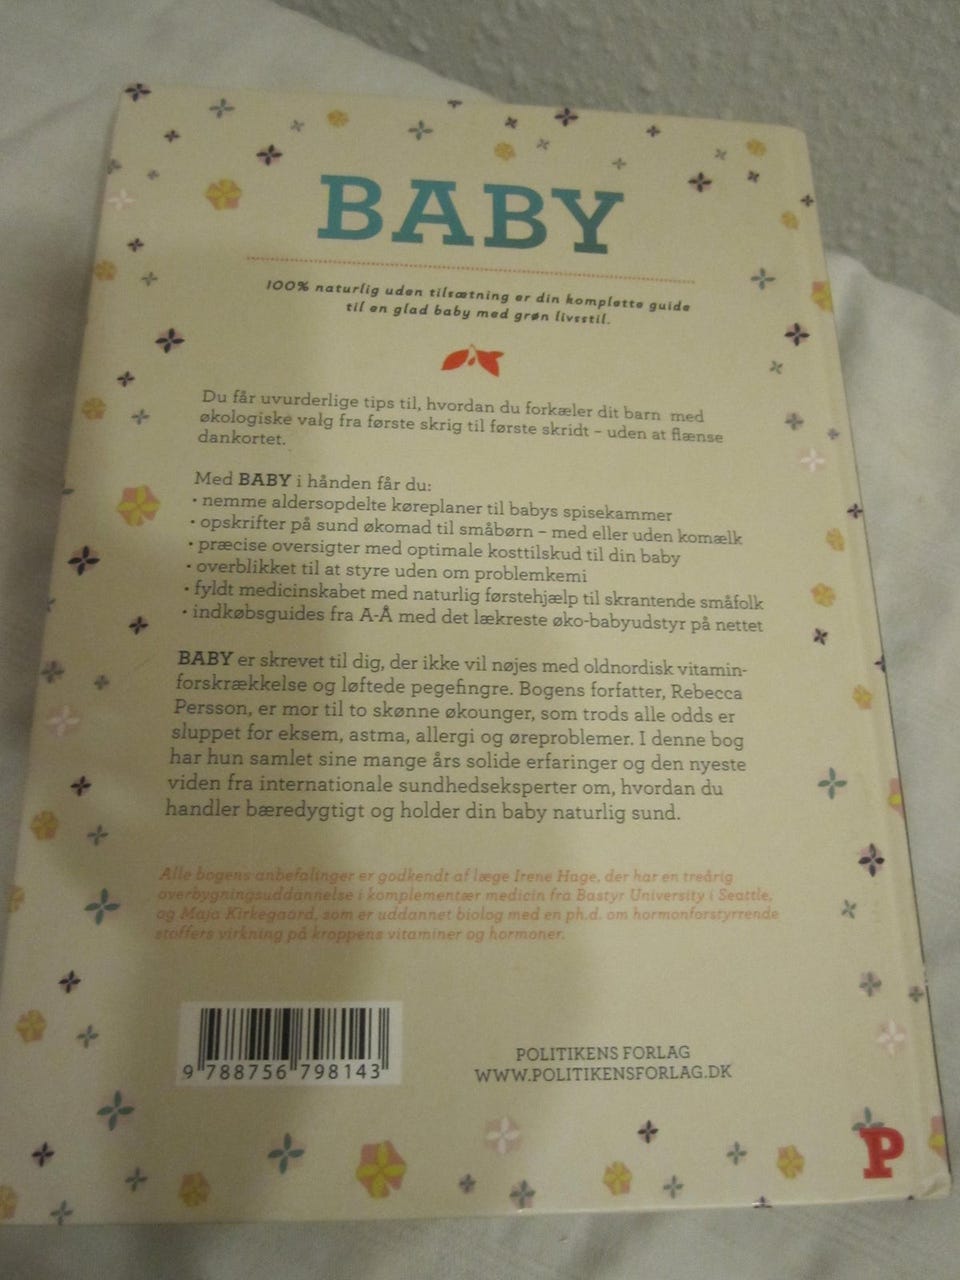 BABY
100% naturlig uden tilsætning er din komplette guide
til en glad baby med grøn livsstil.
Du får uvurderlige tips til, hvordan du forkæler dit barn med
økologiske valg fra første skrig til første skridt – uden at flænse
dankortet.
Med BABY i hånden får du:
• nemme aldersopdelte køreplaner til babys spisekammer
• opskrifter på sund økomad til småbørn – med eller uden komælk
• præcise oversigter med optimale kosttilskud til din baby
• overblikket til at styre uden om problemkemi
• fyldt medicinskabet med naturlig førstehjælp til skrantende småfolk
• indkøbsguides fra A-Å med det lækreste øko-babyudstyr på nettet
BABY er skrevet til dig, der ikke vil nøjes med oldnordisk vitamin-
forskrækkelse og løftede pegefingre. Bogens forfatter, Rebecca
Persson, er mor til to skønne økounger, som trods alle odds er
sluppet for eksem, astma, allergi og øreproblemer. I denne bog
har hun samlet sine mange års solide erfaringer og den nyeste
viden fra internationale sundhedseksperter om, hvordan du
handler bæredygtigt og holder din baby naturlig sund.
Alle bogens anbefalinger er godkendt af læge Irene Hage, der har en treårig
overbygningsuddannelse i komplementær medicin fra Bastyr University i Seattle,
og Maja Kirkegaard, som er uddannet biolog med en ph.d. om hormonforstyrrende
stoffers virkning på kroppens vitaminer og hormoner.
9 788756 798143
POLITIKENS FORLAG
WWW.POLITIKENSFORLAG.DK
P